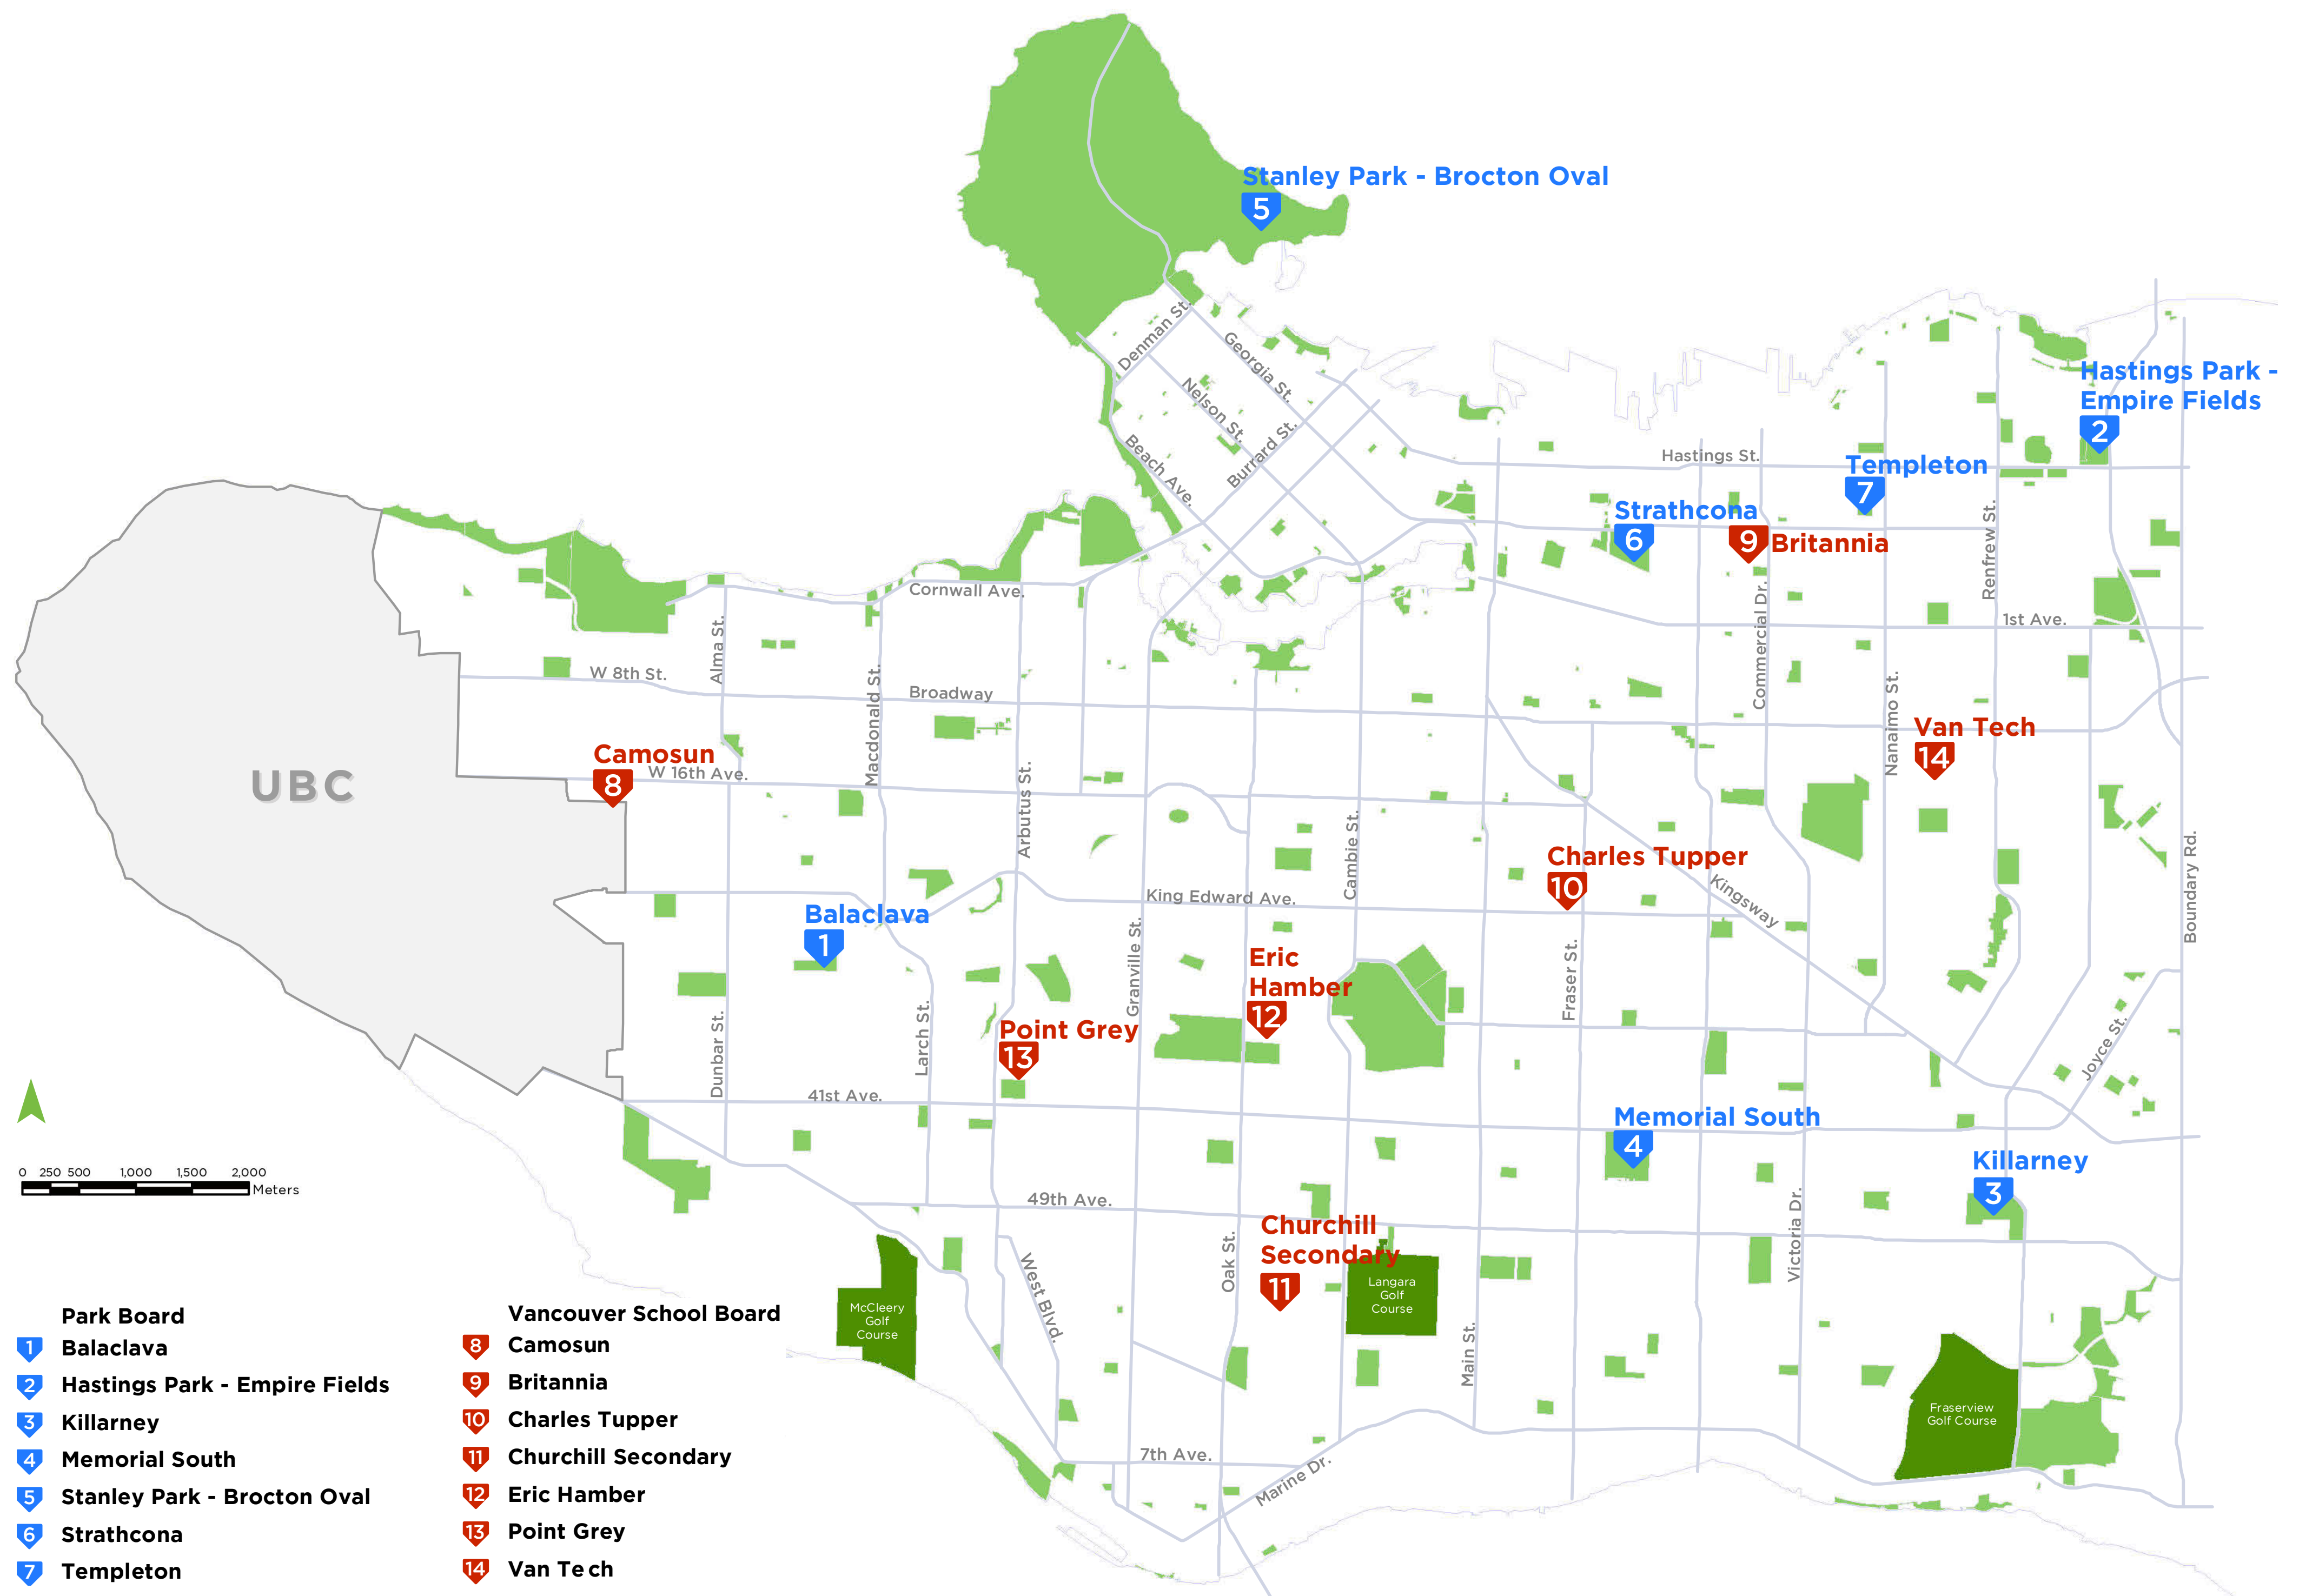 Stanley Park - Brocton Oval
5
Denman St.
Georgia St.
Nelson St.
Burrard St.
Beach Ave.
Hastings Park -
Empire Fields
2
Hastings St.
Templeton
7
Strathcona
6
9
Britannia
Renfrew St.
Cornwall Ave.
Commercial Dr.
1st Ave.
Alma St.
W 8th St.
Macdonald St.
Broadway
Nanaimo St.
Van Tech
14
Camosun
8
W 16th Ave.
UBC
Arbutus St.
Cambie St.
Charles Tupper
10
Kingsway
Boundary Rd.
King Edward Ave.
Balaclava
1
Granville St.
Eric
Hamber
12
Fraser St.
Point Grey
13
Larch St.
Dunbar St.
Joyce St.
41st Ave.
Memorial South
4
Killarney
3
0 250 500 1,000 1,500 2,000
Meters
49th Ave.
Churchill
Secondary
11
Oak St.
Victoria Dr.
West Blvd.
Langara
Golf
Course
McCleery
Golf
Course
Main St.
Fraserview
Golf Course
7th Ave.
Marine Dr.
Park Board
1 Balaclava
2 Hastings Park - Empire Fields
3 Killarney
4 Memorial South
5 Stanley Park - Brocton Oval
6 Strathcona
7 Templeton
Vancouver School Board
8 Camosun
9 Britannia
10 Charles Tupper
11 Churchill Secondary
12 Eric Hamber
13 Point Grey
14 Van Tech